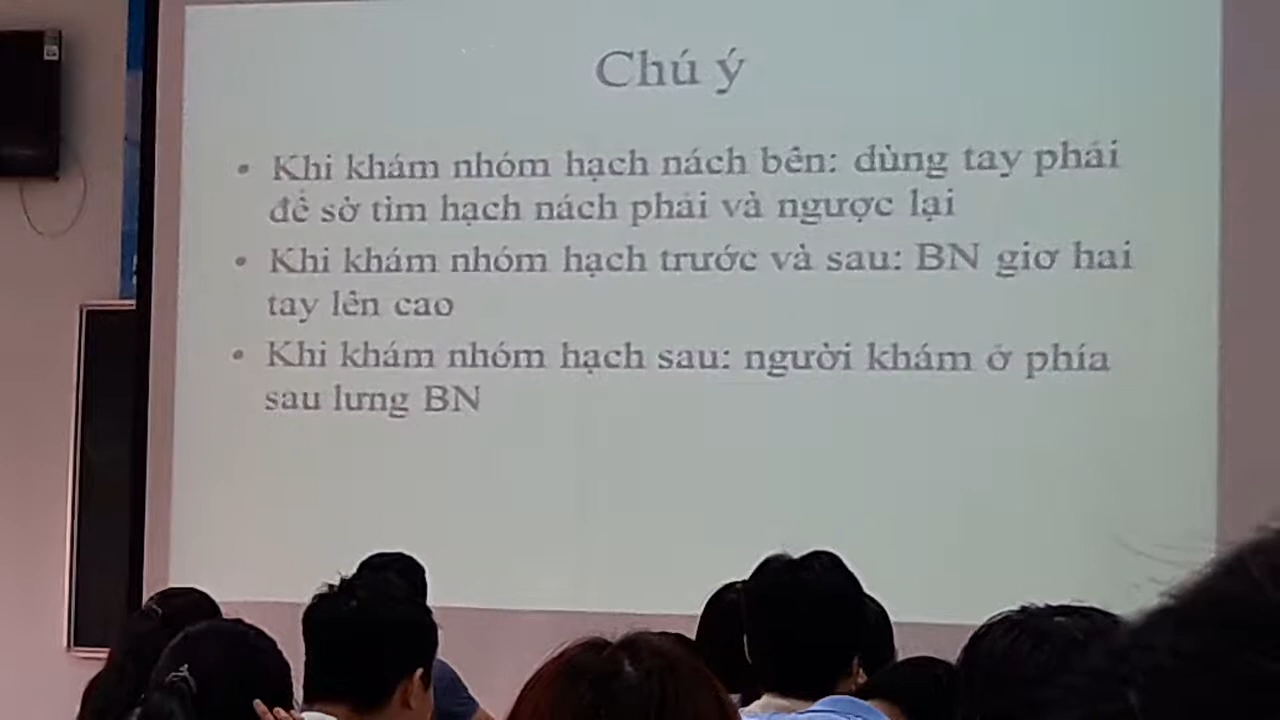 Chú ý
• Khi khám nhóm hạch nách bên: dùng tay phải
để sờ tìm hạch nách phải và ngược lại
• Khi khám nhóm hạch trước và sau: BN giơ hai
tay lên cao
• Khi khám nhóm hạch sau: người khám ở phía
sau lưng BN